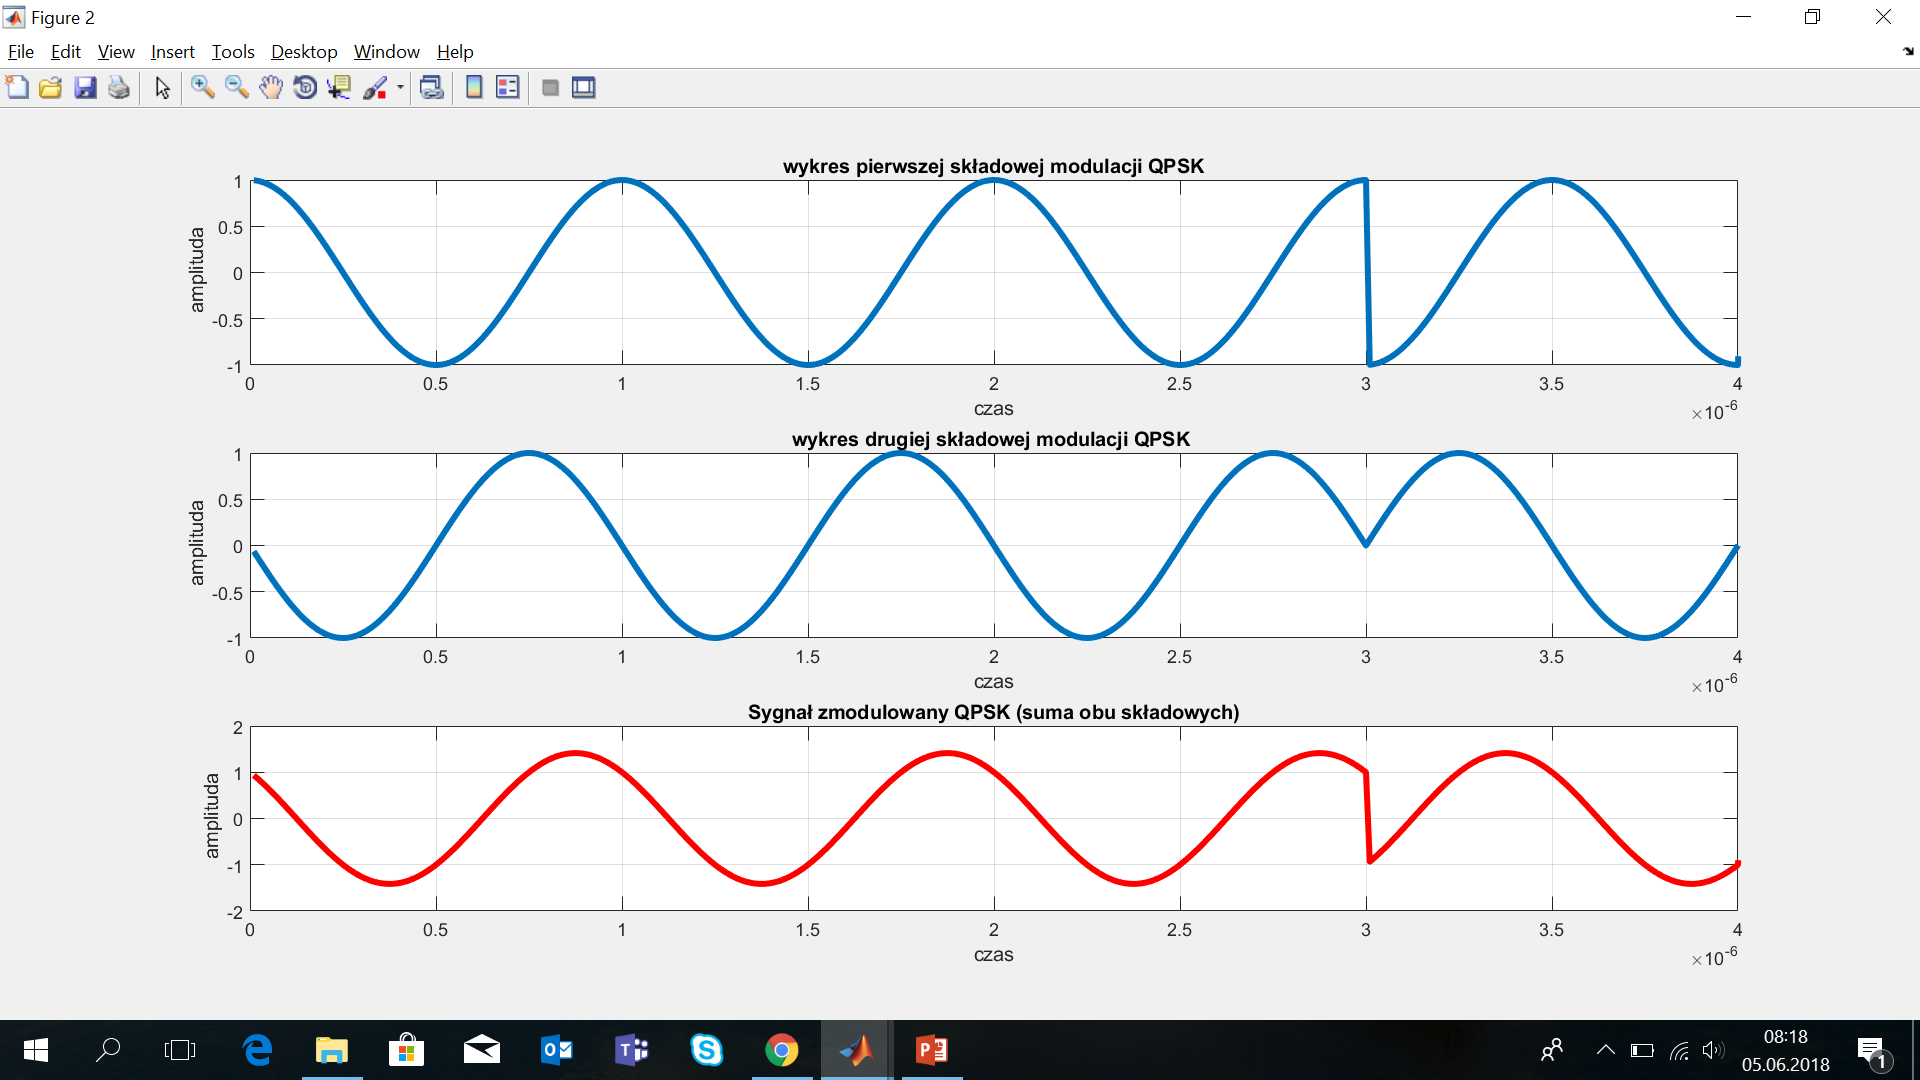 Figure 2
File Edit View Insert Tools Desktop Window Help
wykres pierwszej składowej modulacji QPSK
1
0.5
0
-0.5
-1
amplituda
0 0.5 1 1.5 2 2.5 3 3.5 4
czas
×10-6
wykres drugiej składowej modulacji QPSK
1
0.5
0
-0.5
-1
amplituda
0 0.5 1 1.5 2 2.5 3 3.5 4
czas
×10-6
Sygnał zmodulowany QPSK (suma obu składowych)
2
1
0
-1
-2
amplituda
0 0.5 1 1.5 2 2.5 3 3.5 4
czas
×10-6
08:18
05.06.2018
1